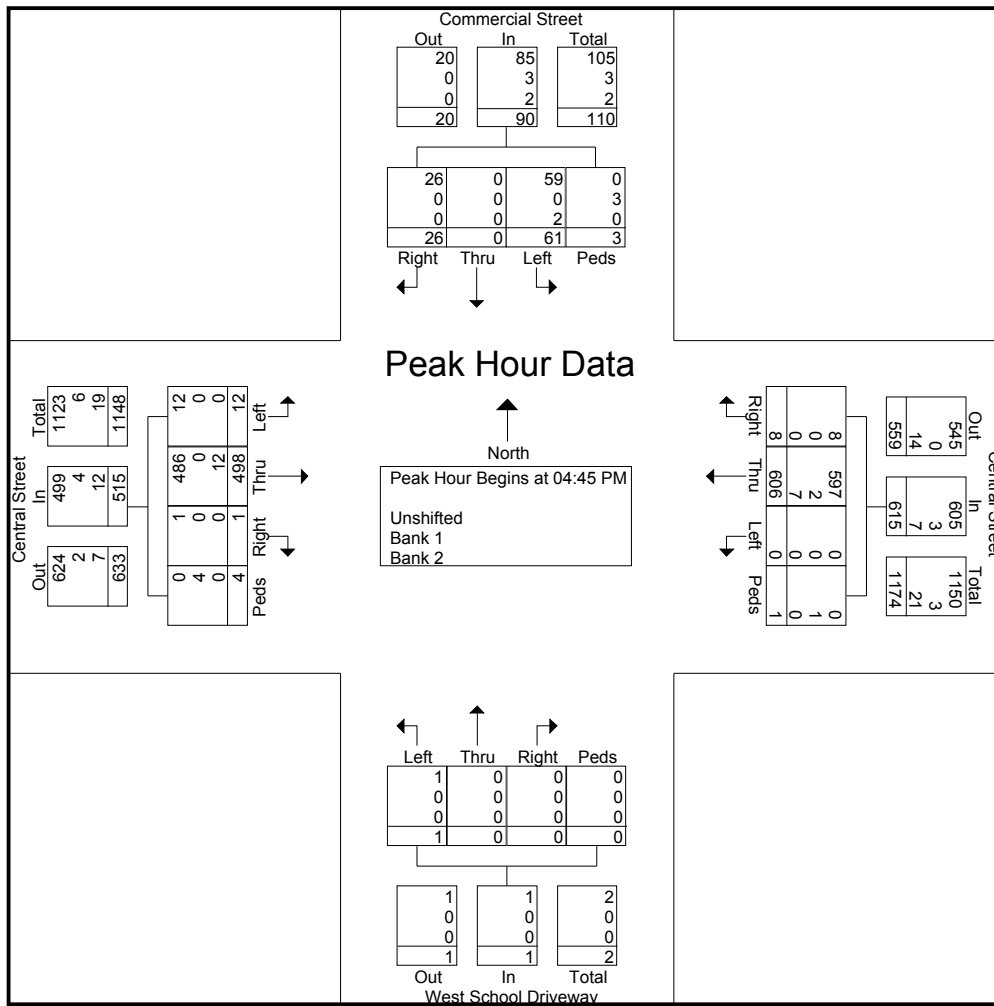 Commercial Street
Out In Total
20 85 105
0 3 3
0 2 2
20 90 110
26 0 59 0
0 0 0 3
0 0 2 0
26 0 61 3
Right Thru Left Peds
Peak Hour Data
North
Peak Hour Begins at 04:45 PM
Unshifted
Bank 1
Bank 2
Central Street
Out In Total
624 499 1123
2 4 6
7 12 19
633 515 1148
0 1 486 12
4 0 0 0
0 0 12 0
4 1 498 12
Peds Right Thru Left
Central Street
Out In Total
545 605 1150
0 3 3
14 7 21
559 615 1174
8 597 0 0
0 2 0 1
0 7 0 0
8 606 0 1
Right Thru Left Peds
Left Thru Right Peds
1 0 0 0
0 0 0 0
0 0 0 0
1 0 0 0
1 1 2
0 0 0
0 0 0
1 1 2
Out In Total
West School Driveway